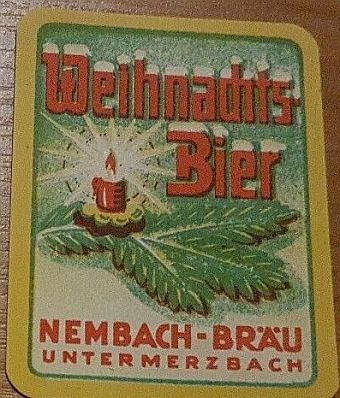 Weihnachts-
Bier
NEMBACH-BRÄU
UNTERMERZBACH